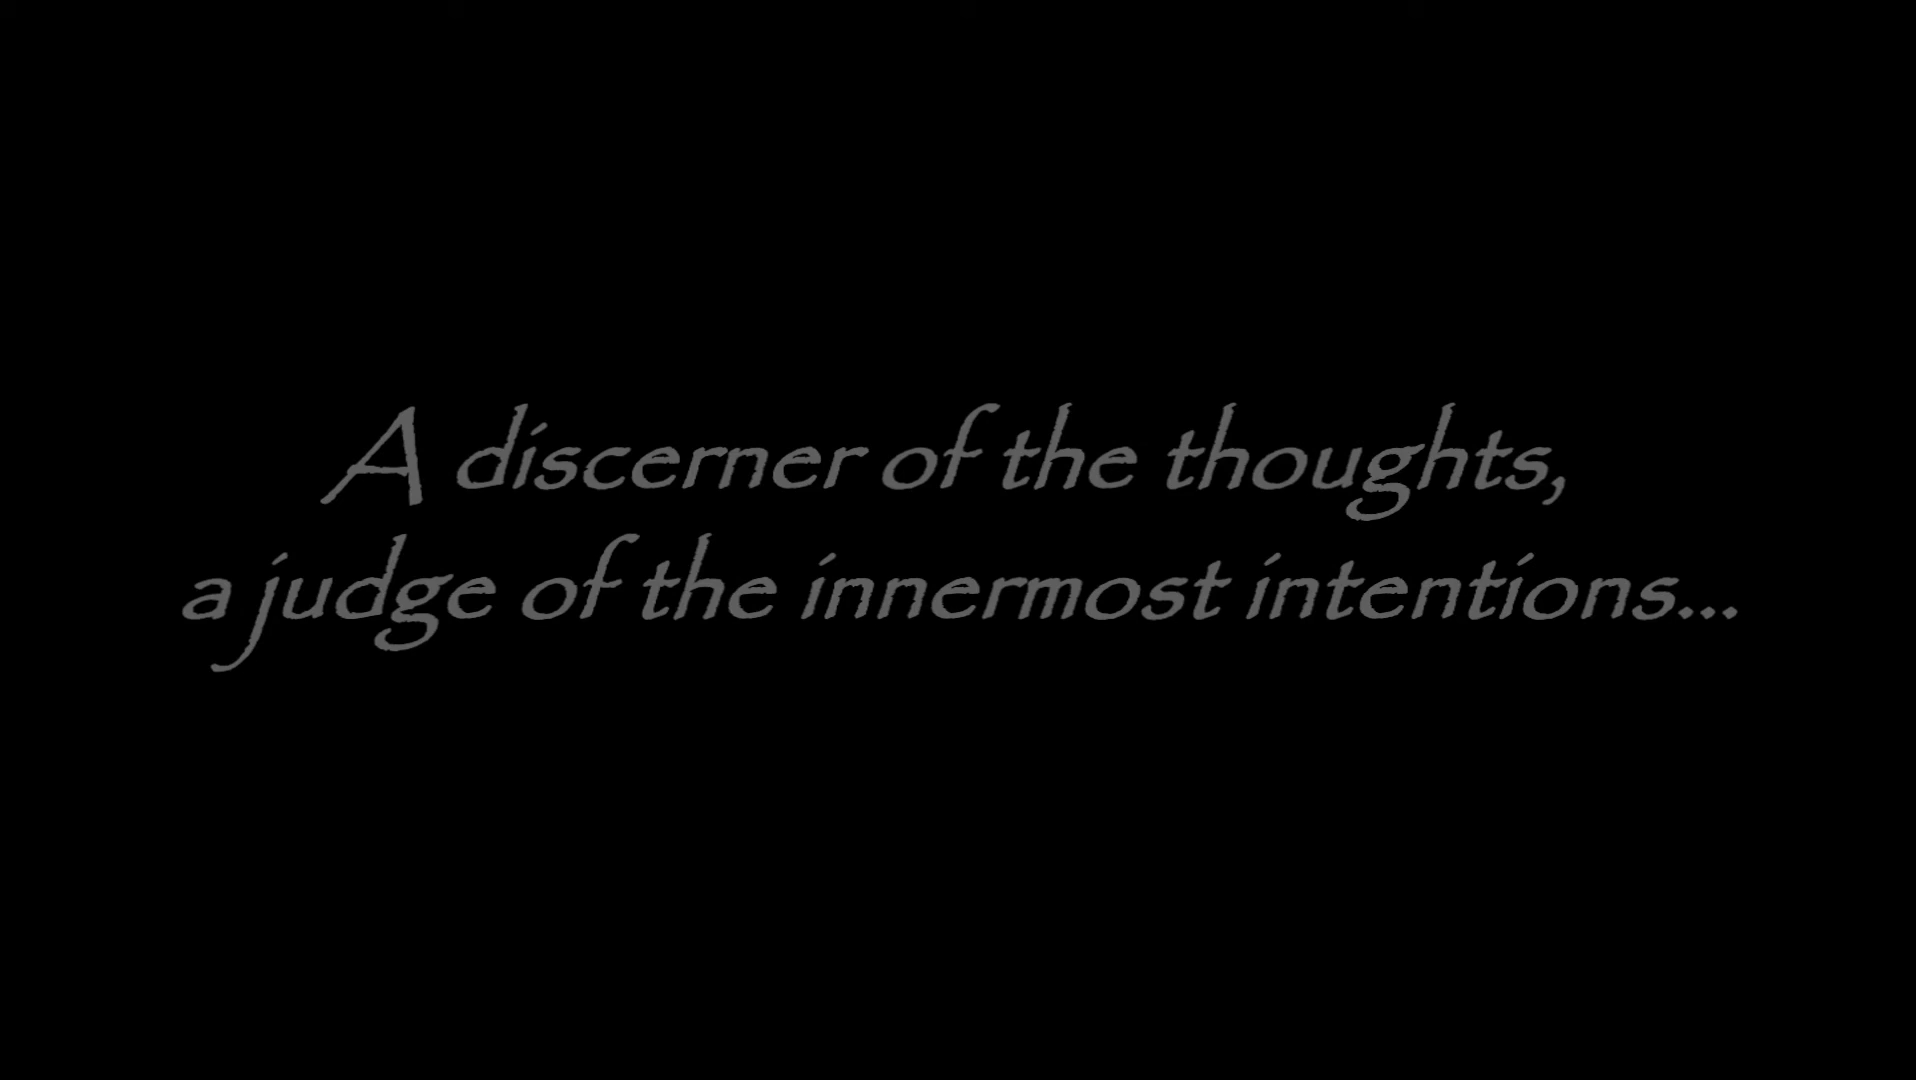 A discerner of the thoughts,
a judge of the innermost intentions...